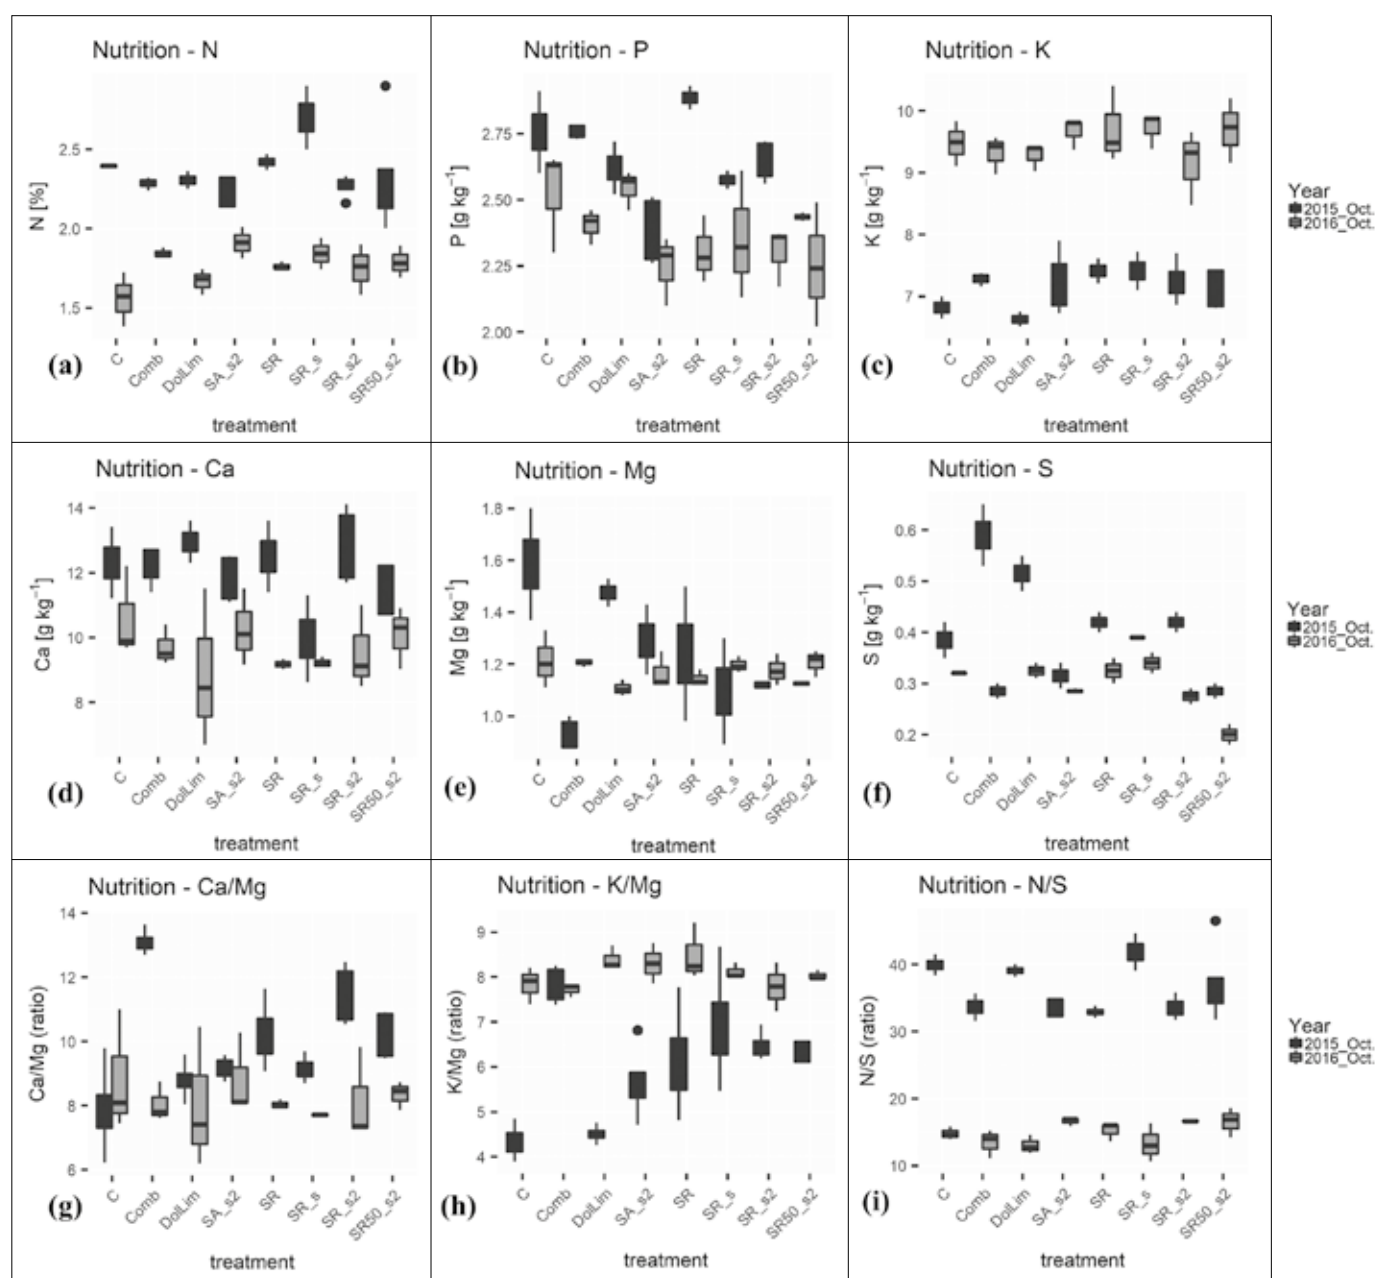 Nutrition - N
N [%]
2.5
2.0
1.5
C Comb DolLim SA_s2 SR SR_s SR_s2 SR50_s2
(a)
treatment
Nutrition - P
P [g kg⁻¹]
2.75
2.50
2.25
2.00
C Comb DolLim SA_s2 SR SR_s SR_s2 SR50_s2
(b)
treatment
Nutrition - K
K [g kg⁻¹]
10
9
8
7
C Comb DolLim SA_s2 SR SR_s SR_s2 SR50_s2
(c)
treatment
Year
2015_Oct.
2016_Oct.
Nutrition - Ca
Ca [g kg⁻¹]
14
12
10
8
C Comb DolLim SA_s2 SR SR_s SR_s2 SR50_s2
(d)
treatment
Nutrition - Mg
Mg [g kg⁻¹]
1.8
1.6
1.4
1.2
1.0
C Comb DolLim SA_s2 SR SR_s SR_s2 SR50_s2
(e)
treatment
Nutrition - S
S [g kg⁻¹]
0.6
0.5
0.4
0.3
0.2
C Comb DolLim SA_s2 SR SR_s SR_s2 SR50_s2
(f)
treatment
Year
2015_Oct.
2016_Oct.
Nutrition - Ca/Mg
Ca/Mg (ratio)
14
12
10
8
6
C Comb DolLim SA_s2 SR SR_s SR_s2 SR50_s2
(g)
treatment
Nutrition - K/Mg
K/Mg (ratio)
9
8
7
6
5
4
C Comb DolLim SA_s2 SR SR_s SR_s2 SR50_s2
(h)
treatment
Nutrition - N/S
N/S (ratio)
40
30
20
10
C Comb DolLim SA_s2 SR SR_s SR_s2 SR50_s2
(i)
treatment
Year
2015_Oct.
2016_Oct.